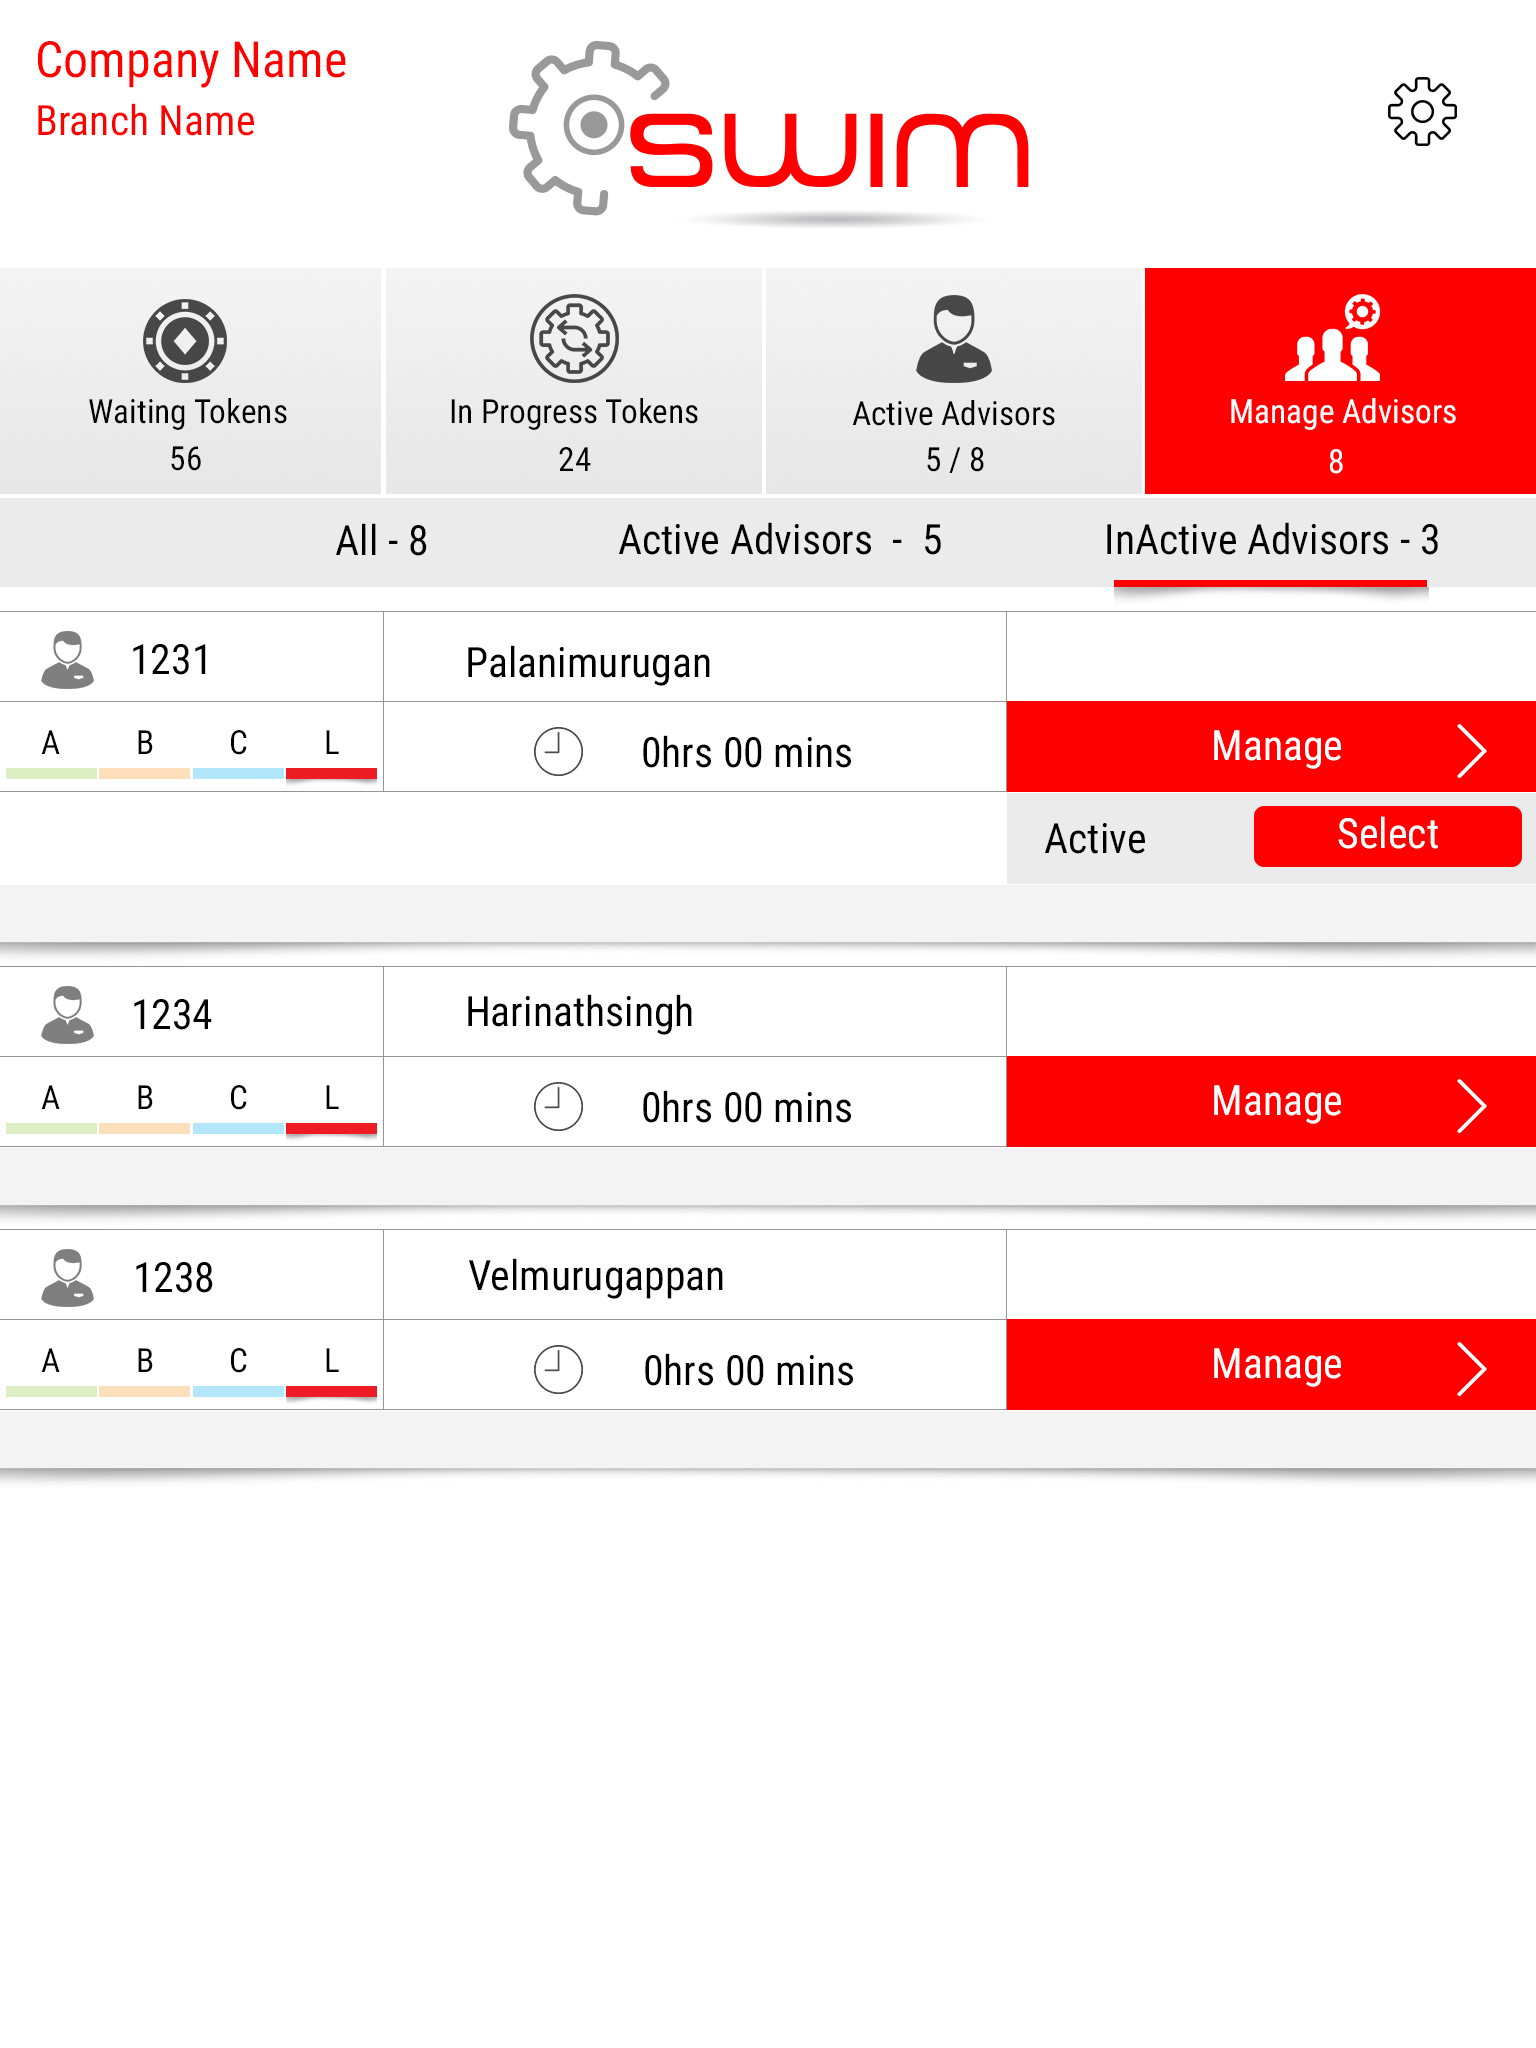 Company Name
Branch Name
swim
Waiting Tokens
56
In Progress Tokens
24
Active Advisors
5 / 8
Manage Advisors
8
All - 8
Active Advisors - 5
InActive Advisors - 3
1231
Palanimurugan
A B C L
0hrs 00 mins
Manage
Active
Select
1234
Harinathsingh
A B C L
0hrs 00 mins
Manage
1238
Velmurugappan
A B C L
0hrs 00 mins
Manage